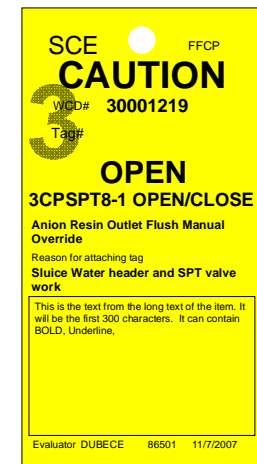 SCE FFCP
CAUTION
3
WCD# 30001219
Tag#
OPEN
3CPSPT8-1 OPEN/CLOSE
Anion Resin Outlet Flush Manual
Override
Reason for attaching tag
Sluice Water header and SPT valve
work
This is the text from the long text of the item. It
will be the first 300 characters. It can contain
BOLD, Underline,
Evaluator DUBECE 86501 11/7/2007